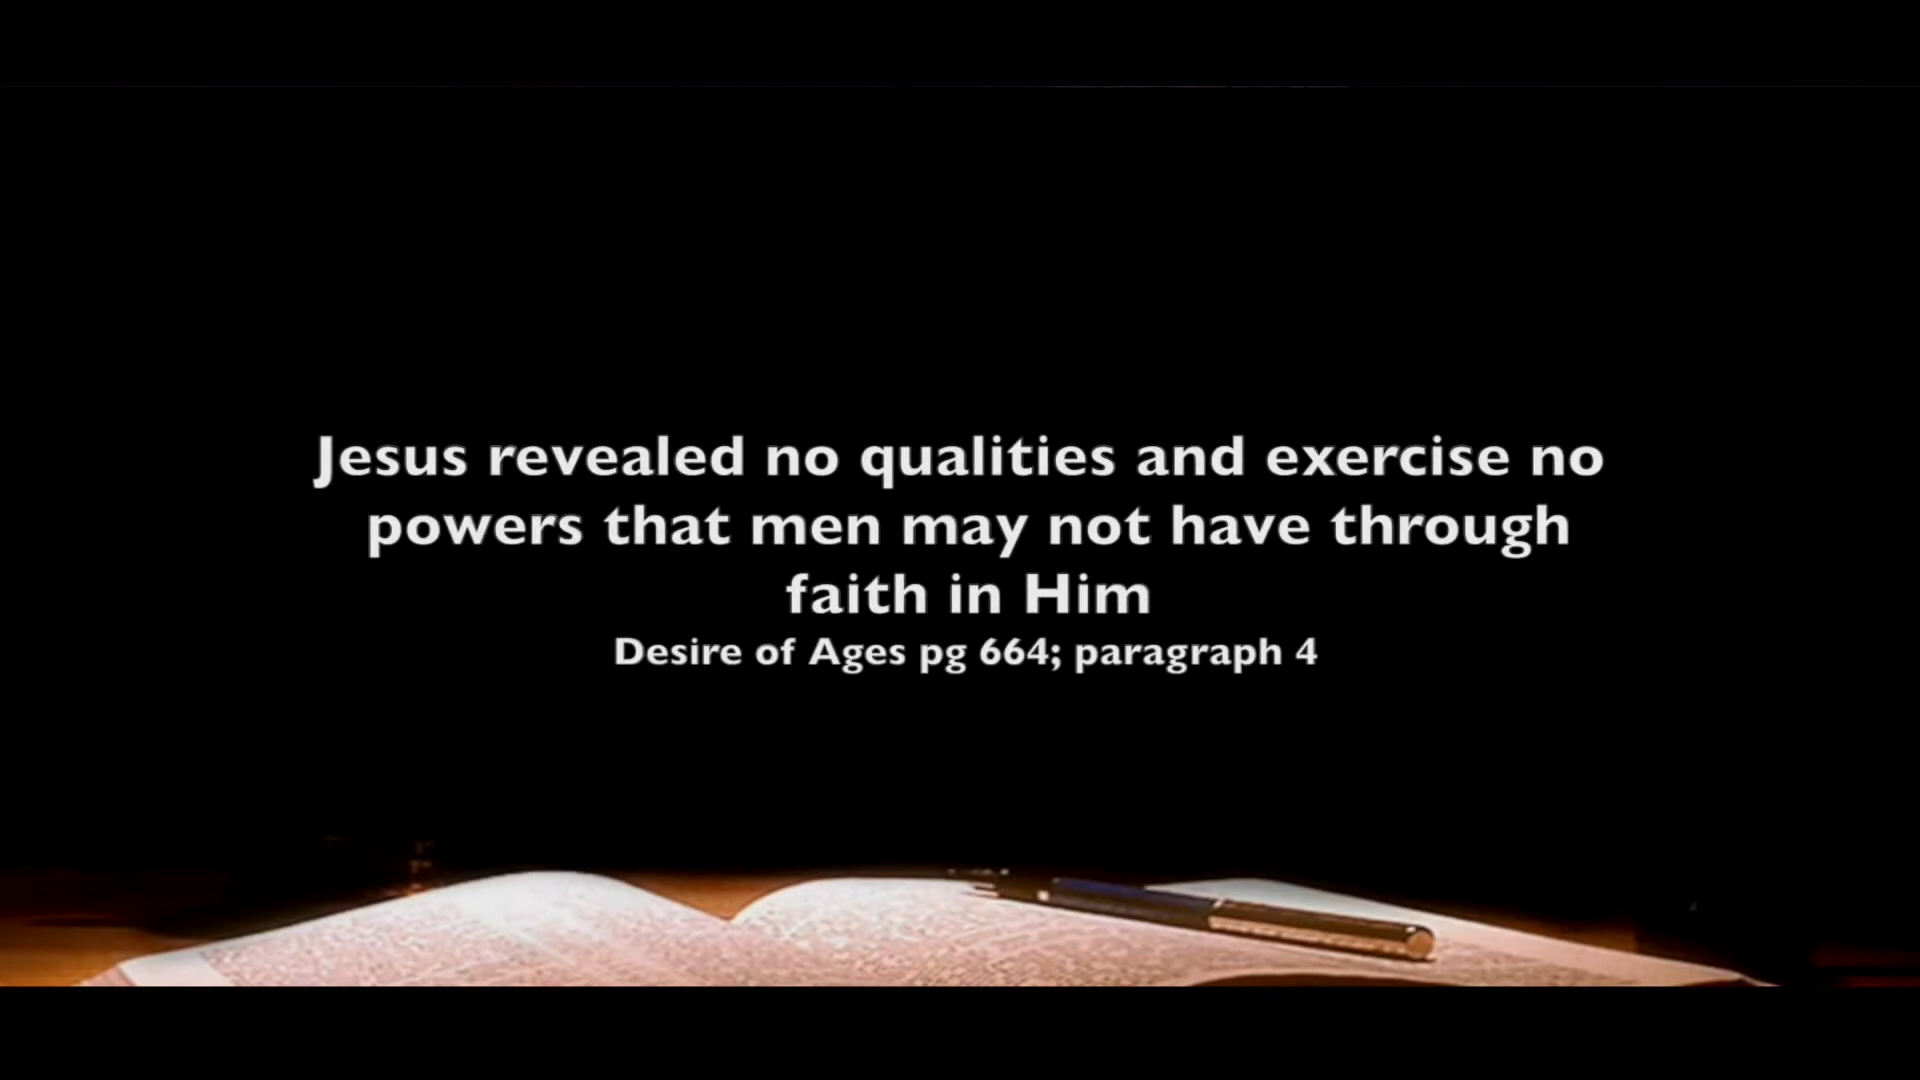 Jesus revealed no qualities and exercise no
powers that men may not have through
faith in Him
Desire of Ages pg 664; paragraph 4